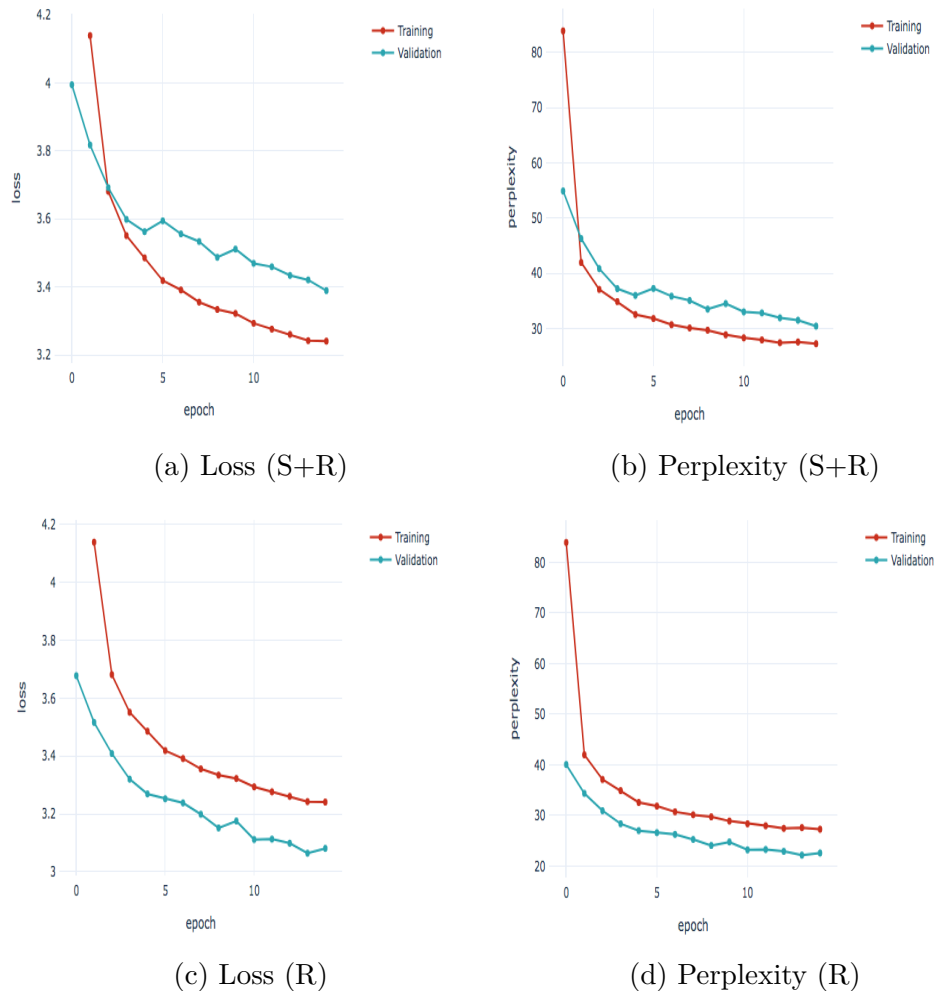 4.2
4
3.8
3.6
3.4
3.2
loss
0
5
10
epoch
Training
Validation
80
70
60
50
40
30
perplexity
0
5
10
epoch
Training
Validation
(a) Loss (S+R)
(b) Perplexity (S+R)
4.2
4
3.8
3.6
3.4
3.2
3
loss
0
5
10
epoch
Training
Validation
80
70
60
50
40
30
20
perplexity
0
5
10
epoch
Training
Validation
(c) Loss (R)
(d) Perplexity (R)